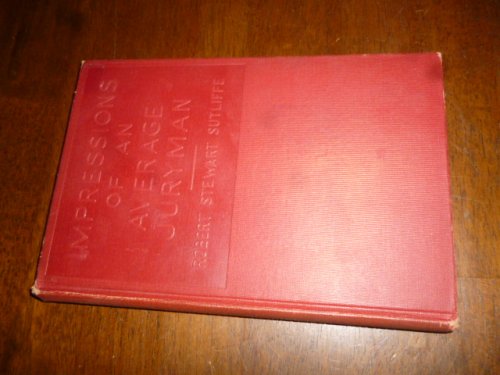 IMPRESSIONS
OF AN
AVERAGE
JURYMAN
ROBERT STEWART SUTLIFFE